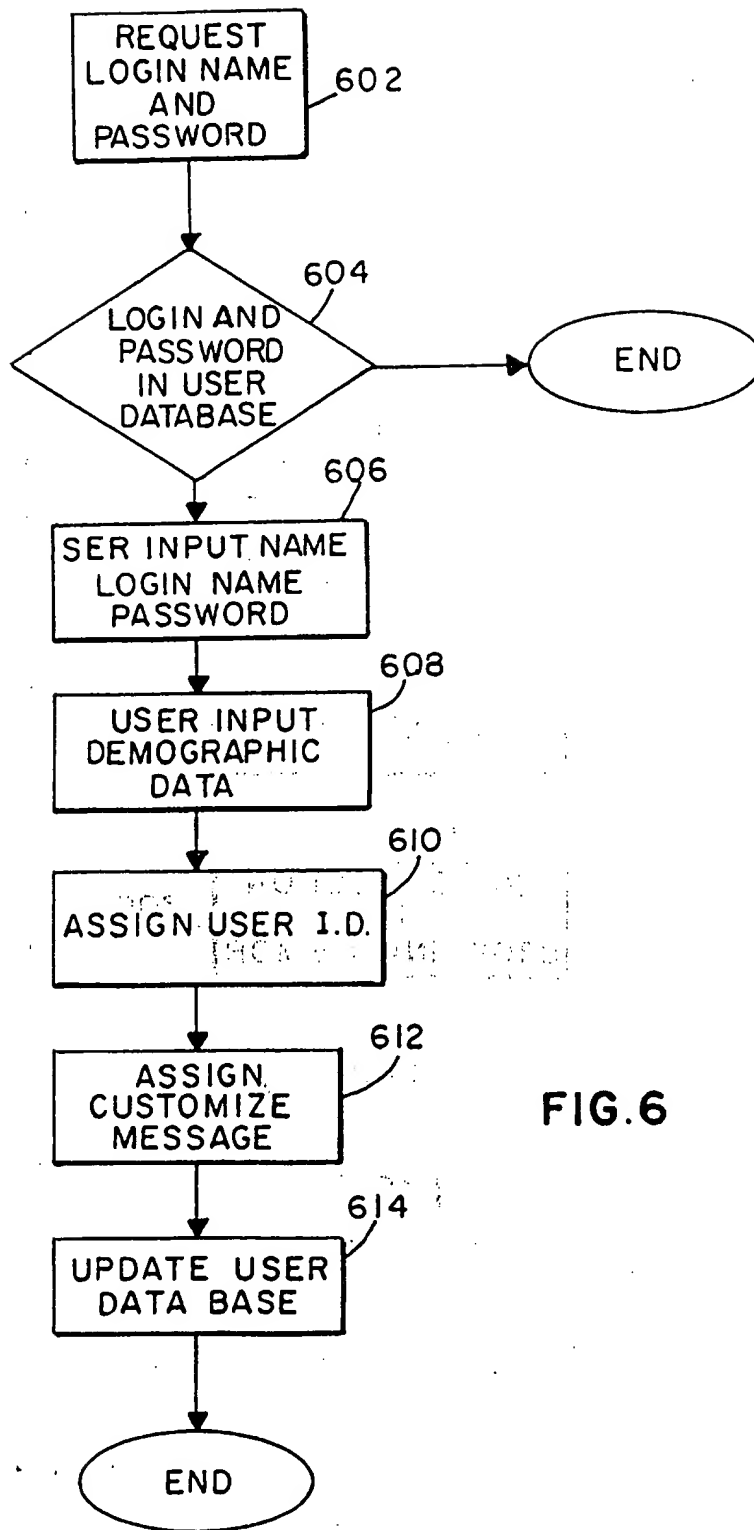 REQUEST
LOGIN NAME
AND
PASSWORD
602
604
LOGIN AND
PASSWORD
IN USER
DATABASE
END
606
SER INPUT NAME
LOGIN NAME
PASSWORD
608
USER INPUT
DEMOGRAPHIC
DATA
610
ASSIGN USER I.D.
612
ASSIGN
CUSTOMIZE
MESSAGE
FIG.6
614
UPDATE USER
DATA BASE
END